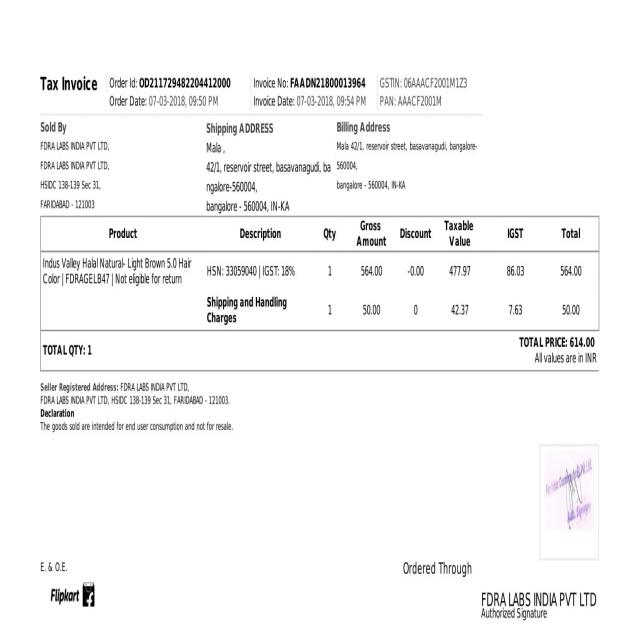 Tax Invoice
Order Id: OD211729482204412000
Order Date: 07-03-2018, 09:50 PM
Invoice No: FAADN21800013964
Invoice Date: 07-03-2018, 09:54 PM
GSTIN: 06AAACF2001M1Z3
PAN: AAACF2001M
Sold By
FDRA LABS INDIA PVT LTD,
FDRA LABS INDIA PVT LTD,
HSIDC 138-139 Sec 31,
FARIDABAD - 121003
Shipping ADDRESS
Mala ,
42/1, reservoir street, basavanagudi, ba
ngalore-560004,
bangalore - 560004, IN-KA
Billing Address
Mala 42/1, reservoir street, basavanagudi, bangalore-
560004,
bangalore - 560004, IN-KA
Product Description Qty Gross Amount Discount Taxable Value IGST Total
Indus Valley Halal Natural- Light Brown 5.0 Hair
Color | FDRAGELB47 | Not eligible for return
HSN: 33059040 | IGST: 18% 1 564.00 -0.00 477.97 86.03 564.00
Shipping and Handling
Charges
1 50.00 0 42.37 7.63 50.00
TOTAL QTY: 1
TOTAL PRICE: 614.00
All values are in INR
Seller Registered Address: FDRA LABS INDIA PVT LTD,
FDRA LABS INDIA PVT LTD, HSIDC 138-139 Sec 31, FARIDABAD - 121003.
Declaration
The goods sold are intended for end user consumption and not for resale.
E. & O.E.
Ordered Through
Flipkart
FDRA LABS INDIA PVT LTD
Authorized Signature